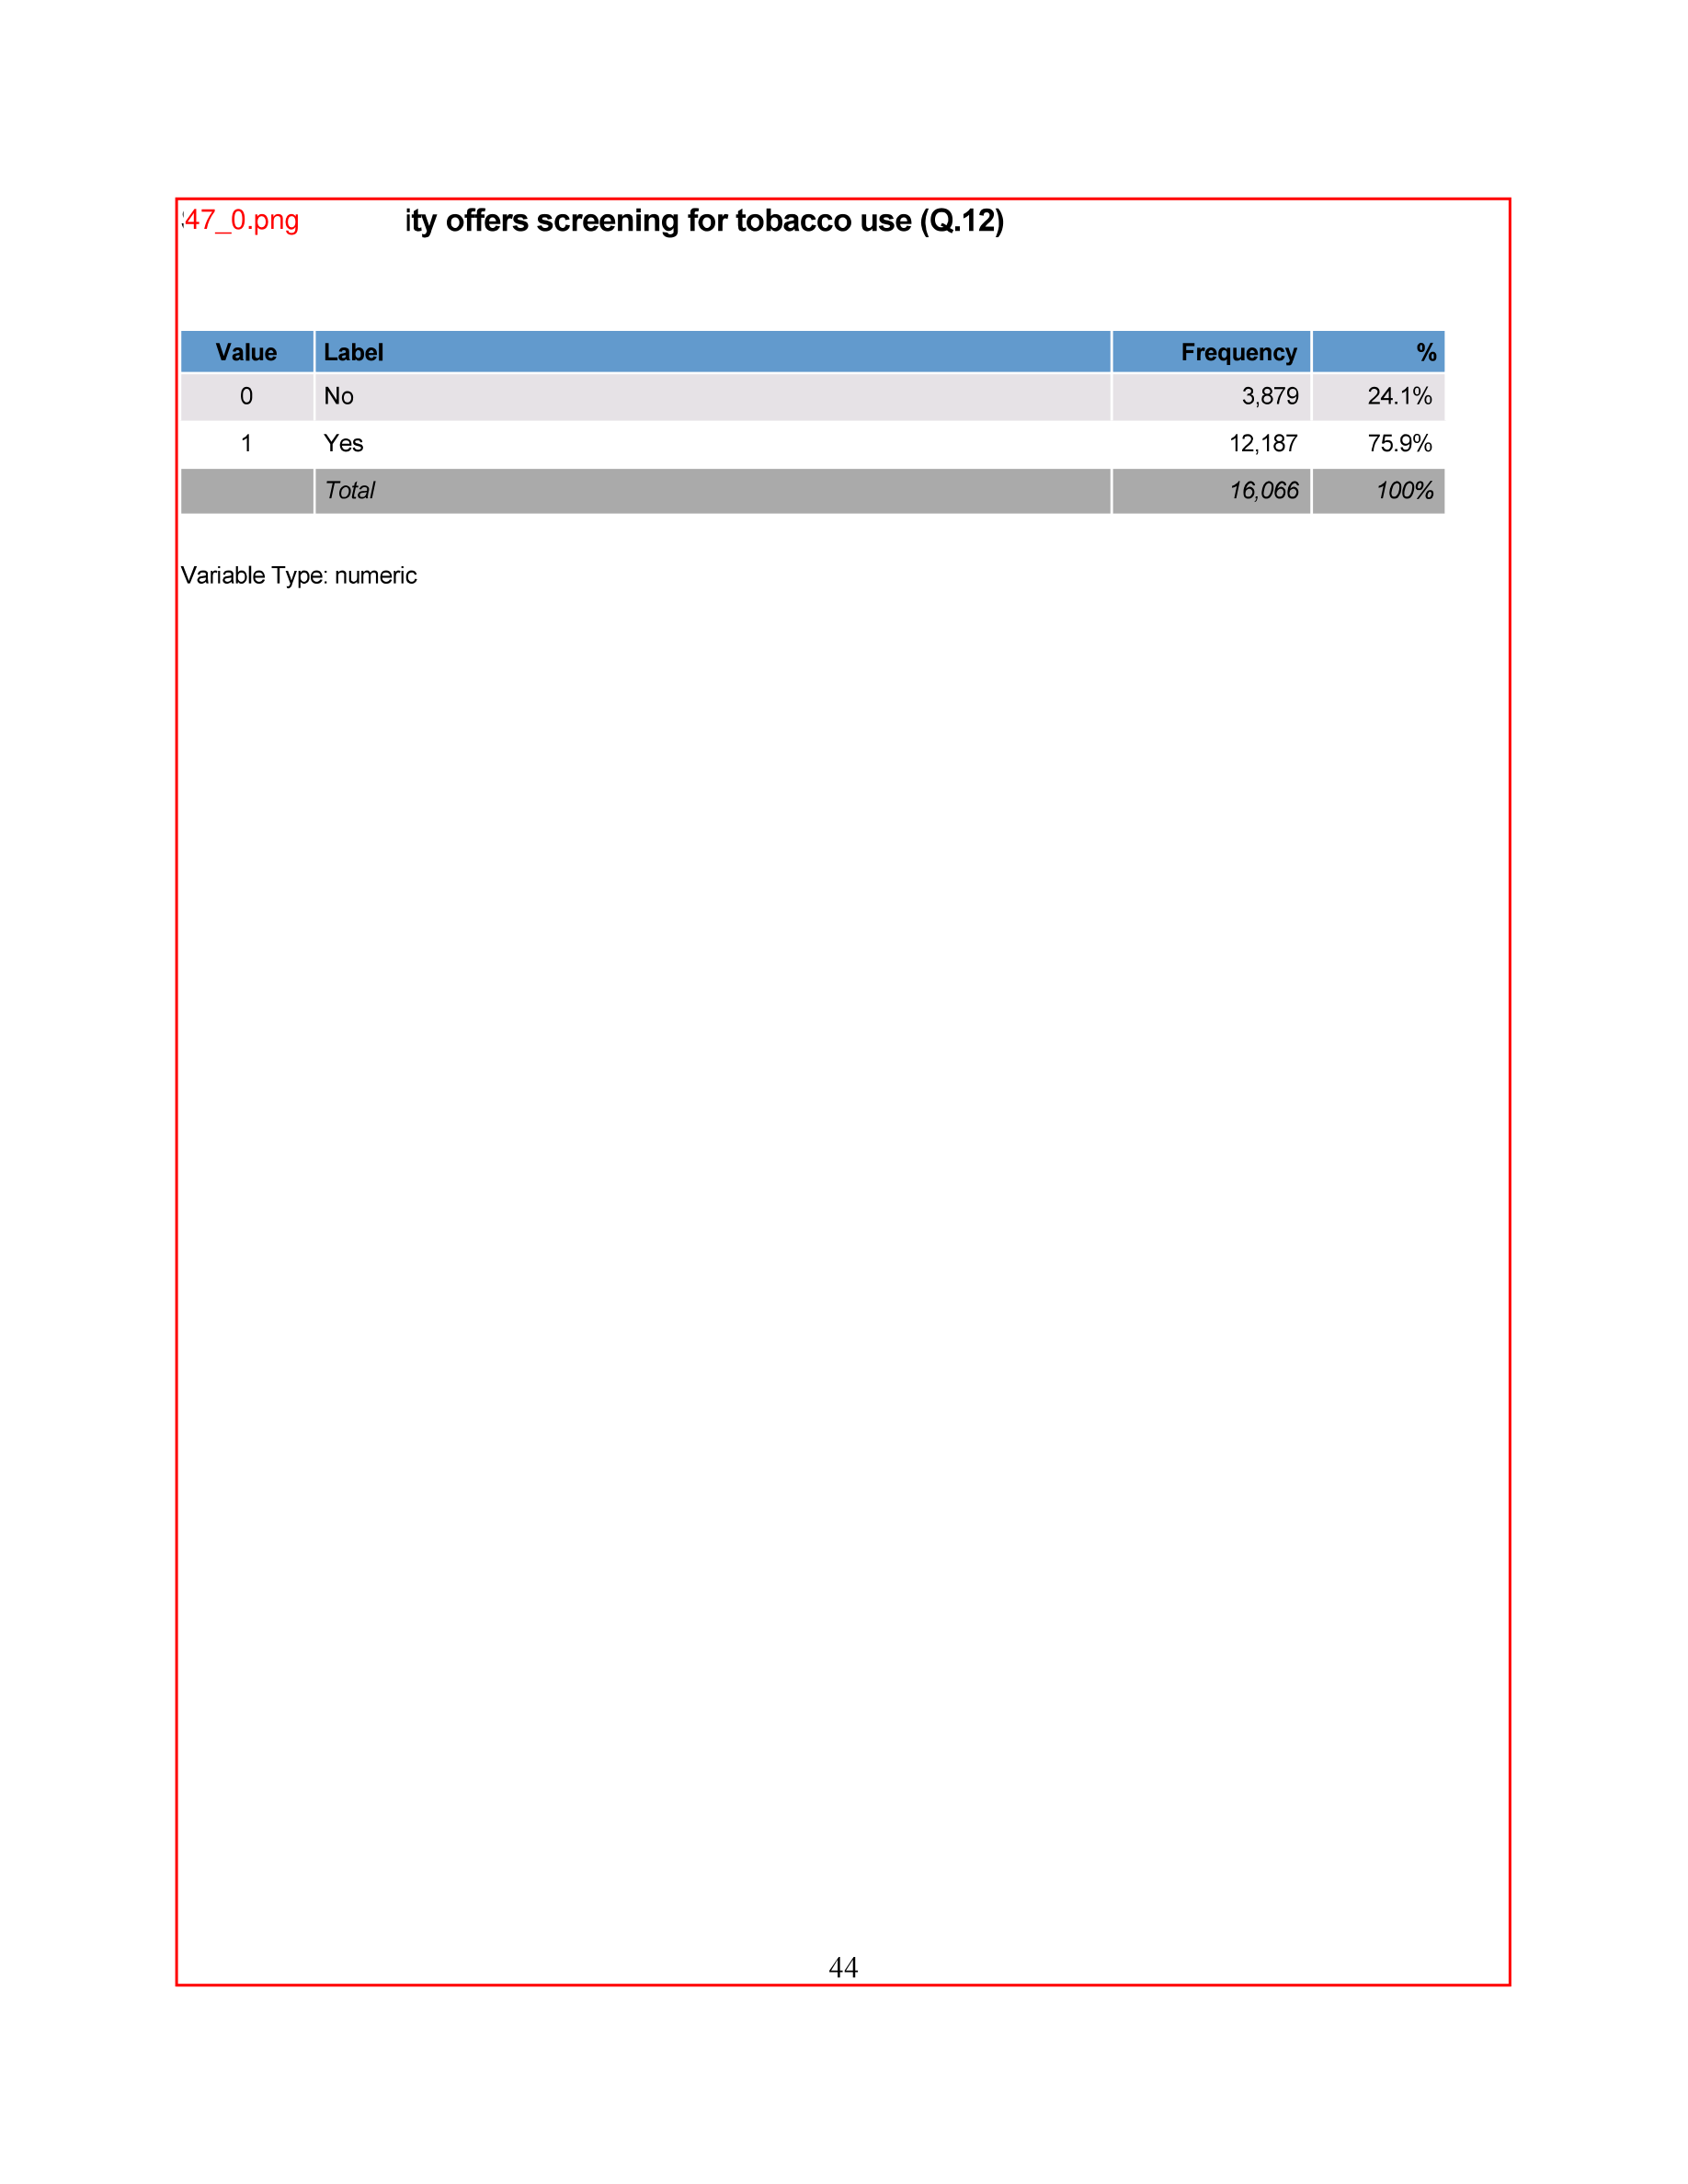 47_0.png ity offers screening for tobacco use (Q.12)
Value Label Frequency %
0 No 3,879 24.1%
1 Yes 12,187 75.9%
Total 16,066 100%
Variable Type: numeric
44